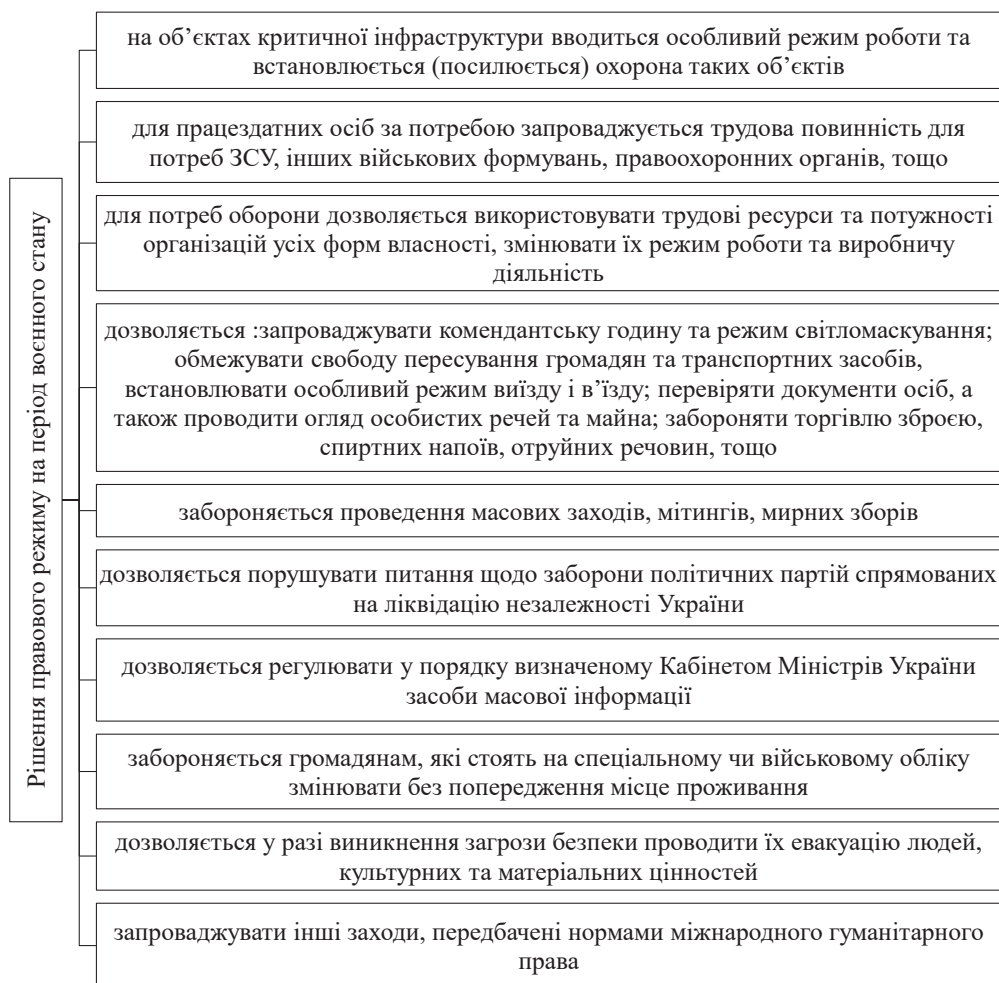 Рішення правового режиму на період воєнного стану
на об’єктах критичної інфраструктури вводиться особливий режим роботи та
встановлюється (посилюється) охорона таких об’єктів
для працездатних осіб за потребою запроваджується трудова повинність для
потреб ЗСУ, інших військових формувань, правоохоронних органів, тощо
для потреб оборони дозволяється використовувати трудові ресурси та потужності
організацій усіх форм власності, змінювати їх режим роботи та виробничу
діяльність
дозволяється :запроваджувати комендантську годину та режим світломаскування;
обмежувати свободу пересування громадян та транспортних засобів,
встановлювати особливий режим виїзду і в’їзду; перевіряти документи осіб, а
також проводити огляд особистих речей та майна; забороняти торгівлю зброєю,
спиртних напоїв, отруйних речовин, тощо
забороняється проведення масових заходів, мітингів, мирних зборів
дозволяється порушувати питання щодо заборони політичних партій спрямованих
на ліквідацію незалежності України
дозволяється регулювати у порядку визначеному Кабінетом Міністрів України
засоби масової інформації
забороняється громадянам, які стоять на спеціальному чи військовому обліку
змінювати без попередження місце проживання
дозволяється у разі виникнення загрози безпеки проводити їх евакуацію людей,
культурних та матеріальних цінностей
запроваджувати інші заходи, передбачені нормами міжнародного гуманітарного
права